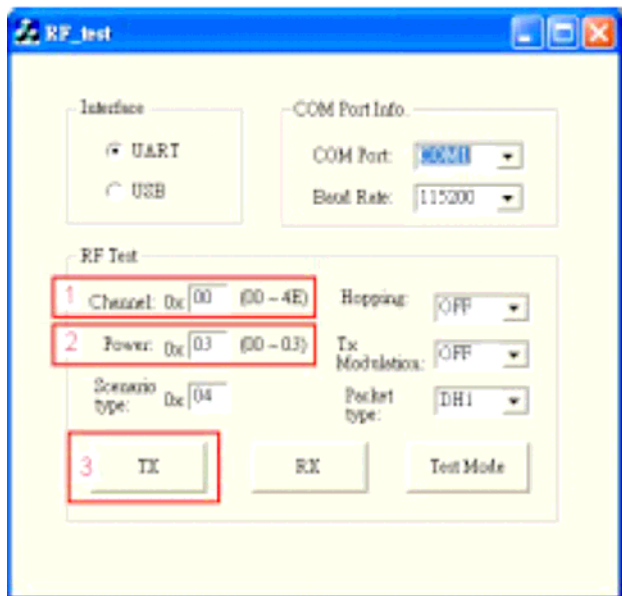 RF_test
Interface
UART
USB
COM Port Info.
COM Port: COM1
Baud Rate: 115200
RF Test
1 Channel: 0x 00 (00 ~ 4E)
Hopping: OFF
2 Power: 0x 03 (00 ~ 03)
Tx Modulation: OFF
Scenario type: 0x 04
Packet type: DH1
3 TX
RX
Test Mode